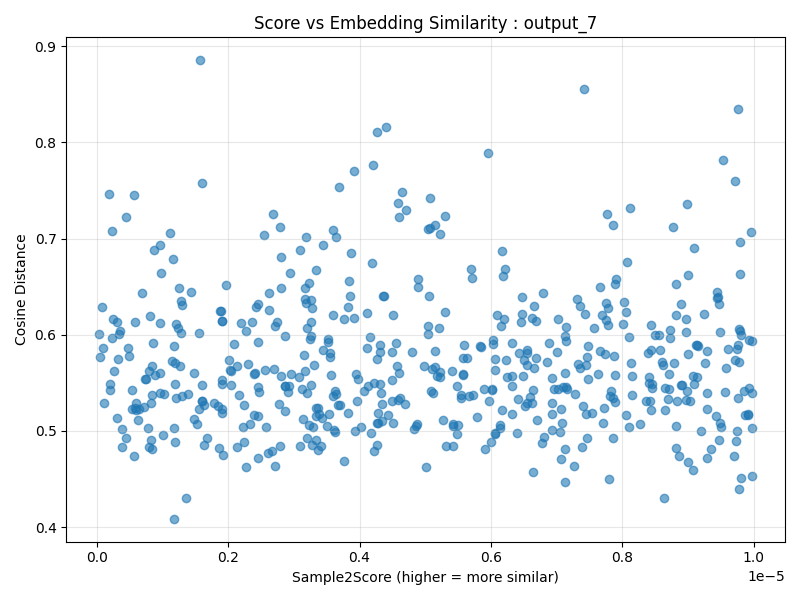 Score vs Embedding Similarity : output_7
Cosine Distance
0.9
0.8
0.7
0.6
0.5
0.4
0.0 0.2 0.4 0.6 0.8 1.0
1e−5
Sample2Score (higher = more similar)